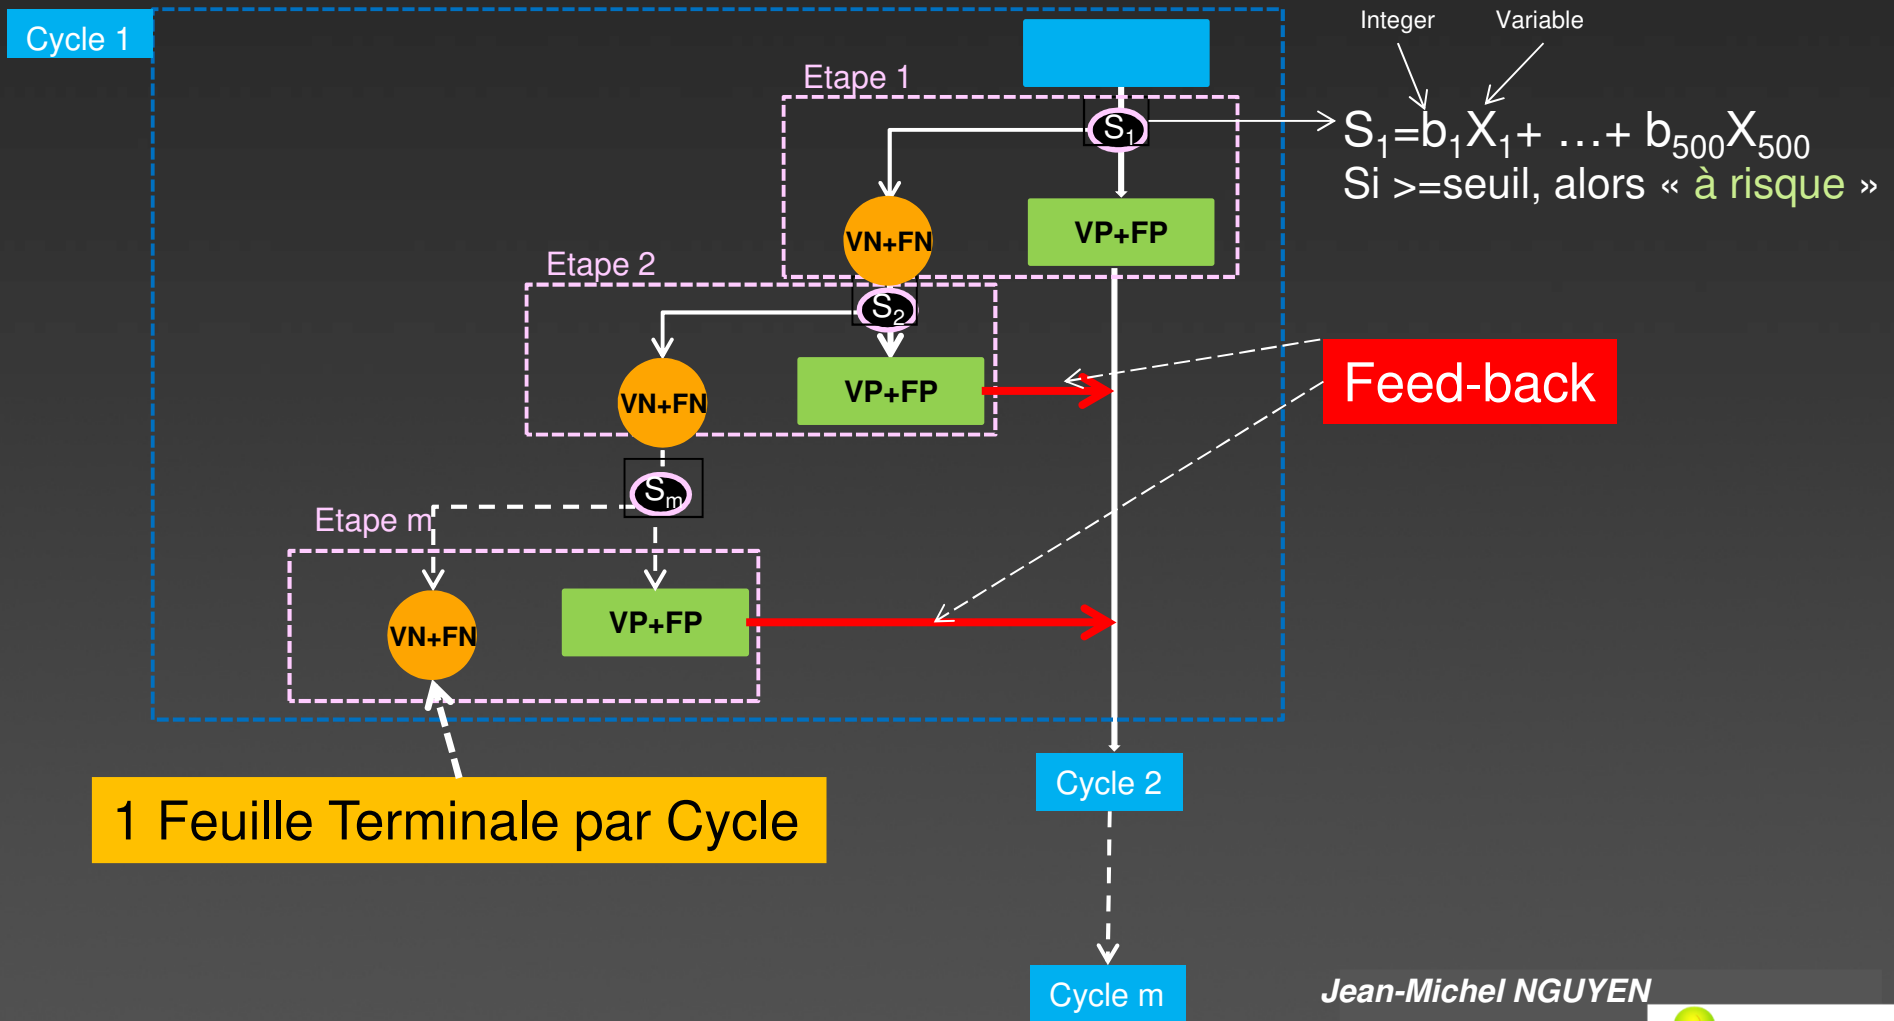 Cycle 1
Integer
Variable
Etape 1
S1
S1=b1X1+ …+ b500X500
Si >=seuil, alors « à risque »
VN+FN
VP+FP
Etape 2
S2
VN+FN
VP+FP
Feed-back
Sm
Etape m
VN+FN
VP+FP
Cycle 2
1 Feuille Terminale par Cycle
Cycle m
Jean-Michel NGUYEN